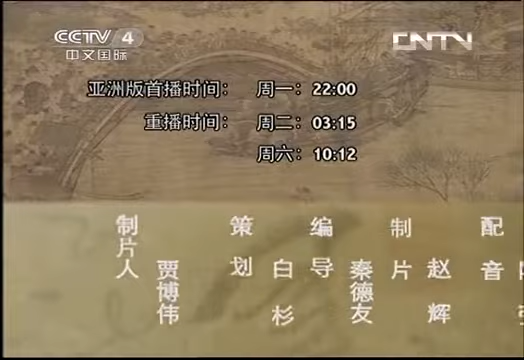 CCTV 4
中文国际
CNTV
亚洲版首播时间： 周一：22:00
重播时间： 周二：03:15
周六：10:12
制片人
贾博伟
策划
白杉
编导
秦德友
制片
赵辉
配音